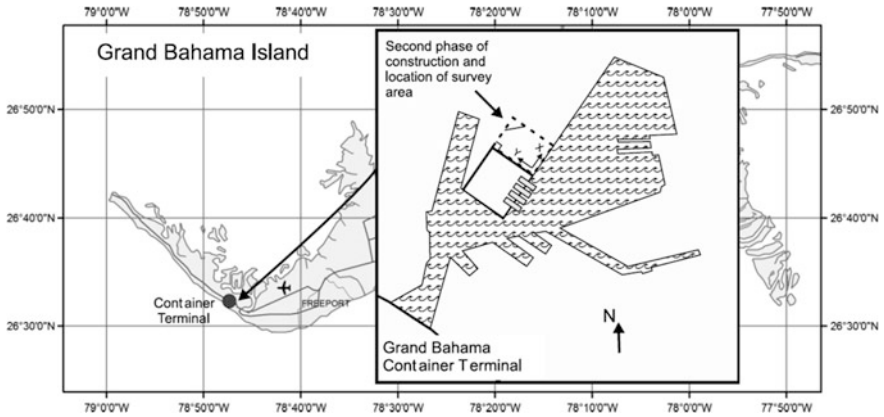 79°0'0"W 78°50'0"W 78°40'0"W 78°30'0"W 78°20'0"W 78°10'0"W 78°0'0"W 77°50'0"W
Grand Bahama Island
Second phase of
construction and
location of survey
area
X
Y
26°50'0"N 26°50'0"N
26°40'0"N 26°40'0"N
26°30'0"N 26°30'0"N
Container
Terminal
FREEPORT
N
Grand Bahama
Container Terminal
79°0'0"W 78°50'0"W 78°40'0"W 78°30'0"W 78°20'0"W 78°10'0"W 78°0'0"W 77°50'0"W